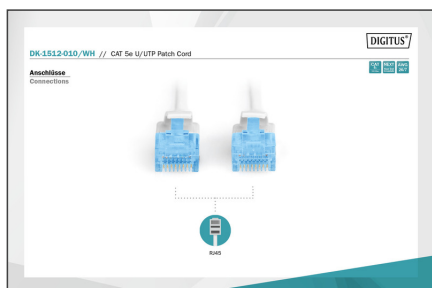 DIGITUS®
DK-1512-010/WH // CAT 5e U/UTP Patch Cord
Anschlüsse
Connections
RJ45